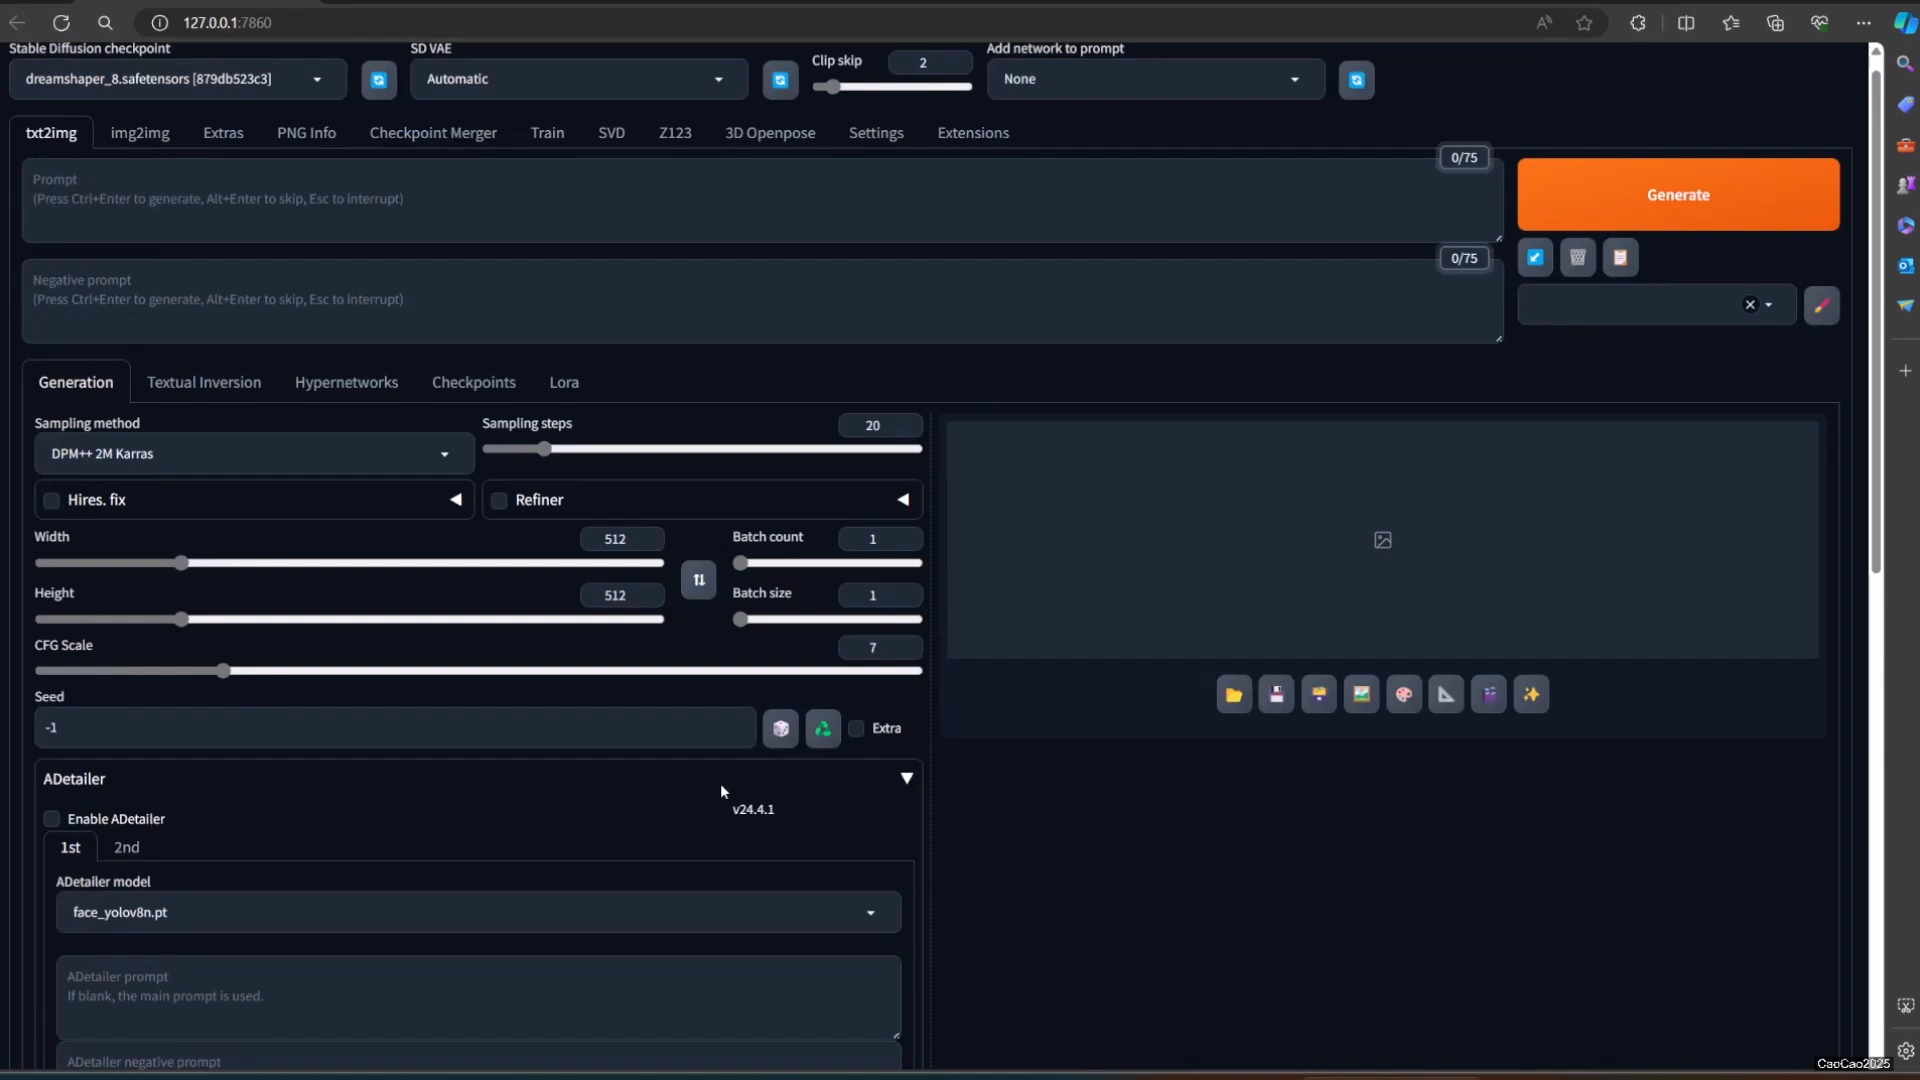 127.0.0.1:7860
Stable Diffusion checkpoint
SD VAE
Clip skip
2
Add network to prompt
dreamshaper_8.safetensors [879db523c3]
Automatic
None
txt2img
img2img
Extras
PNG Info
Checkpoint Merger
Train
SVD
Z123
3D Openpose
Settings
Extensions
0/75
Prompt
(Press Ctrl+Enter to generate, Alt+Enter to skip, Esc to interrupt)
Generate
0/75
Negative prompt
(Press Ctrl+Enter to generate, Alt+Enter to skip, Esc to interrupt)
Generation
Textual Inversion
Hypernetworks
Checkpoints
Lora
Sampling method
Sampling steps
20
DPM++ 2M Karras
Hires. fix
Refiner
Width
512
Batch count
1
Height
512
Batch size
1
CFG Scale
7
Seed
-1
Extra
ADetailer
v24.4.1
Enable ADetailer
1st
2nd
ADetailer model
face_yolov8n.pt
ADetailer prompt
If blank, the main prompt is used.
ADetailer negative prompt
CaoCao2025